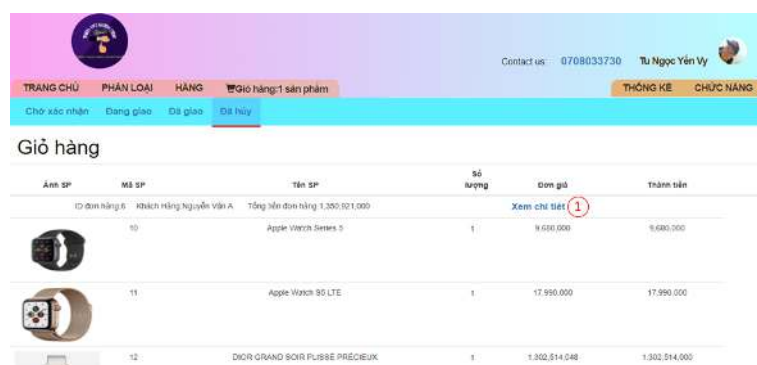 Contact us: 0708033730 Tu Ngọc Yến Vy
TRANG CHỦ PHÂN LOẠI HÀNG Giỏ hàng:1 sản phẩm THỐNG KÊ CHỨC NĂNG
Chờ xác nhận Đang giao Đã giao Đã hủy
Giỏ hàng
Ảnh SP Mã SP Tên SP Số lượng Đơn giá Thành tiền
ID đơn hàng:6 Khách Hàng:Nguyễn Văn A Tổng tiền đơn hàng 1,350,921,000 Xem chi tiết 1
10 Apple Watch Series 5 1 9,680,000 9,680,000
11 Apple Watch S5 LTE 1 17,990,000 17,990,000
12 DIOR GRAND SOIR PLISSÉ PRÉCIEUX 1 1,302,514,048 1,302,514,000